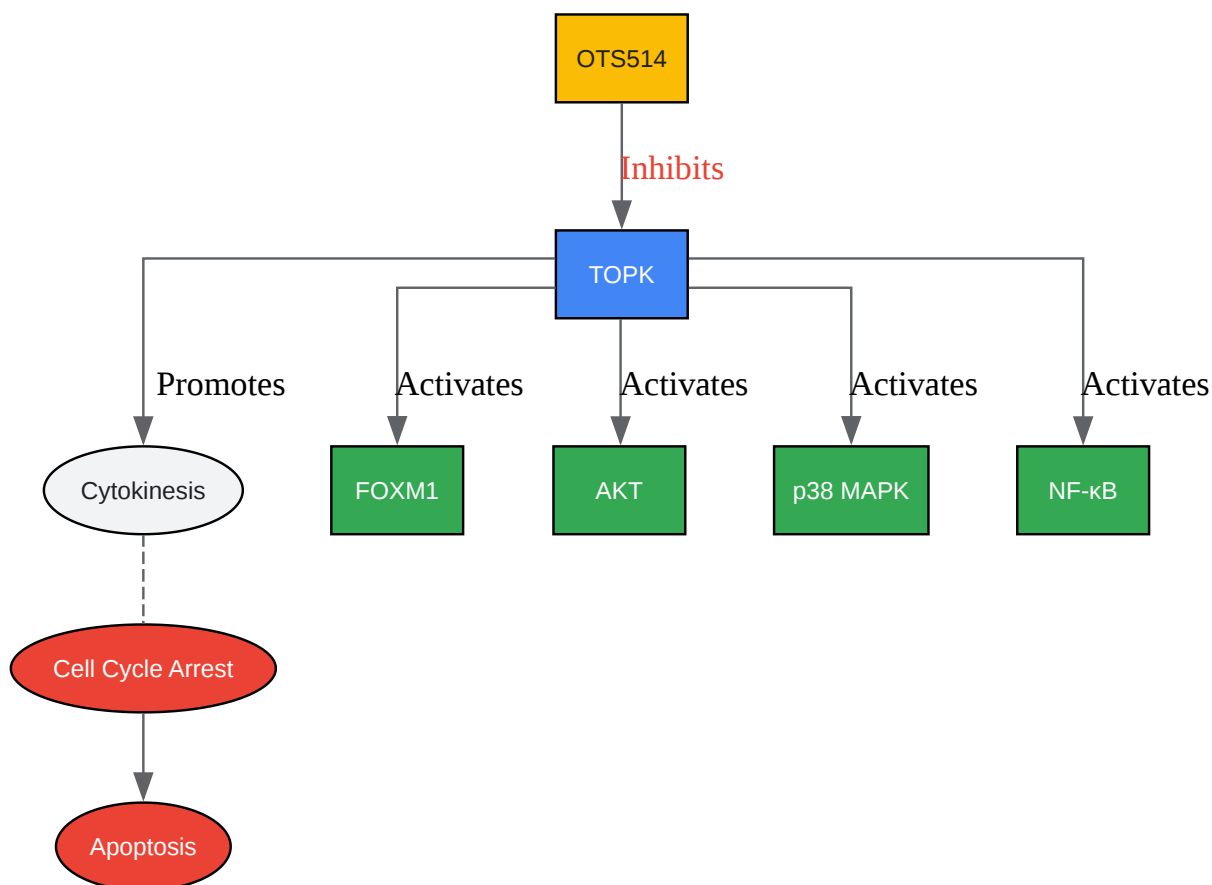 OTS514
Inhibits
TOPK
Promotes
Activates
Activates
Activates
Activates
Cytokinesis
FOXM1
AKT
p38 MAPK
NF-κB
Cell Cycle Arrest
Apoptosis